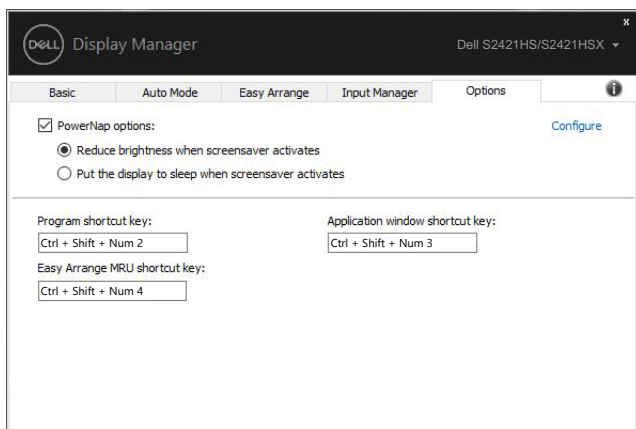 x
DELL Display Manager
Dell S2421HS/S2421HSX
Basic Auto Mode Easy Arrange Input Manager Options
PowerNap options: Configure
Reduce brightness when screensaver activates
Put the display to sleep when screensaver activates
Program shortcut key: Application window shortcut key:
Ctrl + Shift + Num 2 Ctrl + Shift + Num 3
Easy Arrange MRU shortcut key:
Ctrl + Shift + Num 4